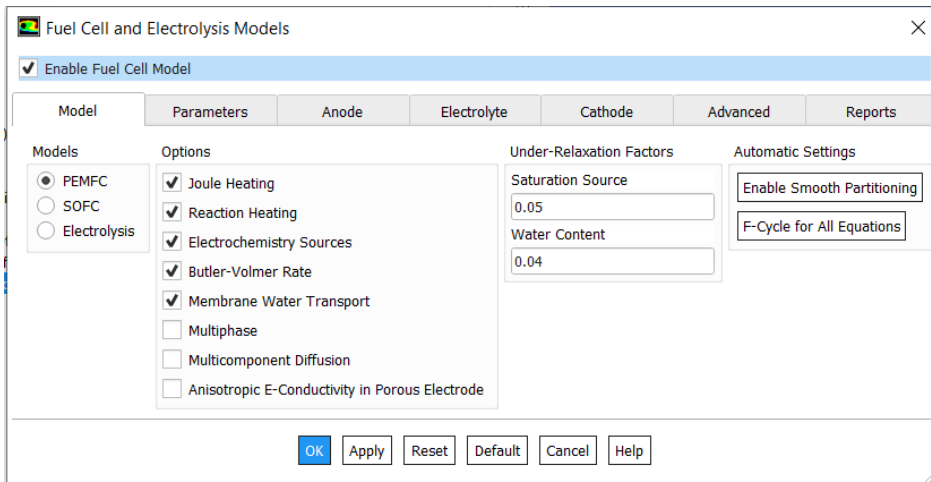 Fuel Cell and Electrolysis Models
Enable Fuel Cell Model
Model Parameters Anode Electrolyte Cathode Advanced Reports
Models
PEMFC
SOFC
Electrolysis
Options
Joule Heating
Reaction Heating
Electrochemistry Sources
Butler-Volmer Rate
Membrane Water Transport
Multiphase
Multicomponent Diffusion
Anisotropic E-Conductivity in Porous Electrode
Under-Relaxation Factors
Saturation Source
0.05
Water Content
0.04
Automatic Settings
Enable Smooth Partitioning
F-Cycle for All Equations
OK Apply Reset Default Cancel Help